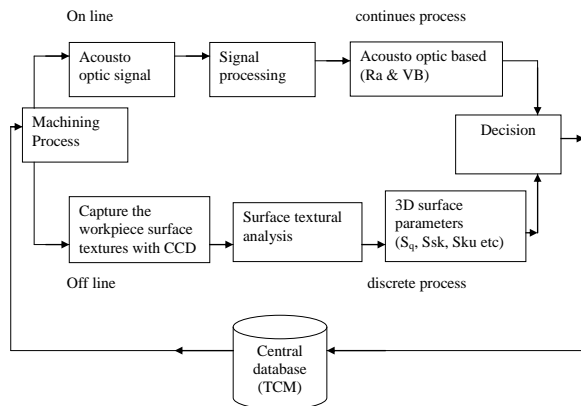 On line
continues process
Acousto
optic signal
Signal
processing
Acousto optic based
(Ra & VB)
Machining
Process
Decision
Capture the
workpiece surface
textures with CCD
Surface textural
analysis
3D surface
parameters
(Sq, Ssk, Sku etc)
Off line
discrete process
Central
database
(TCM)